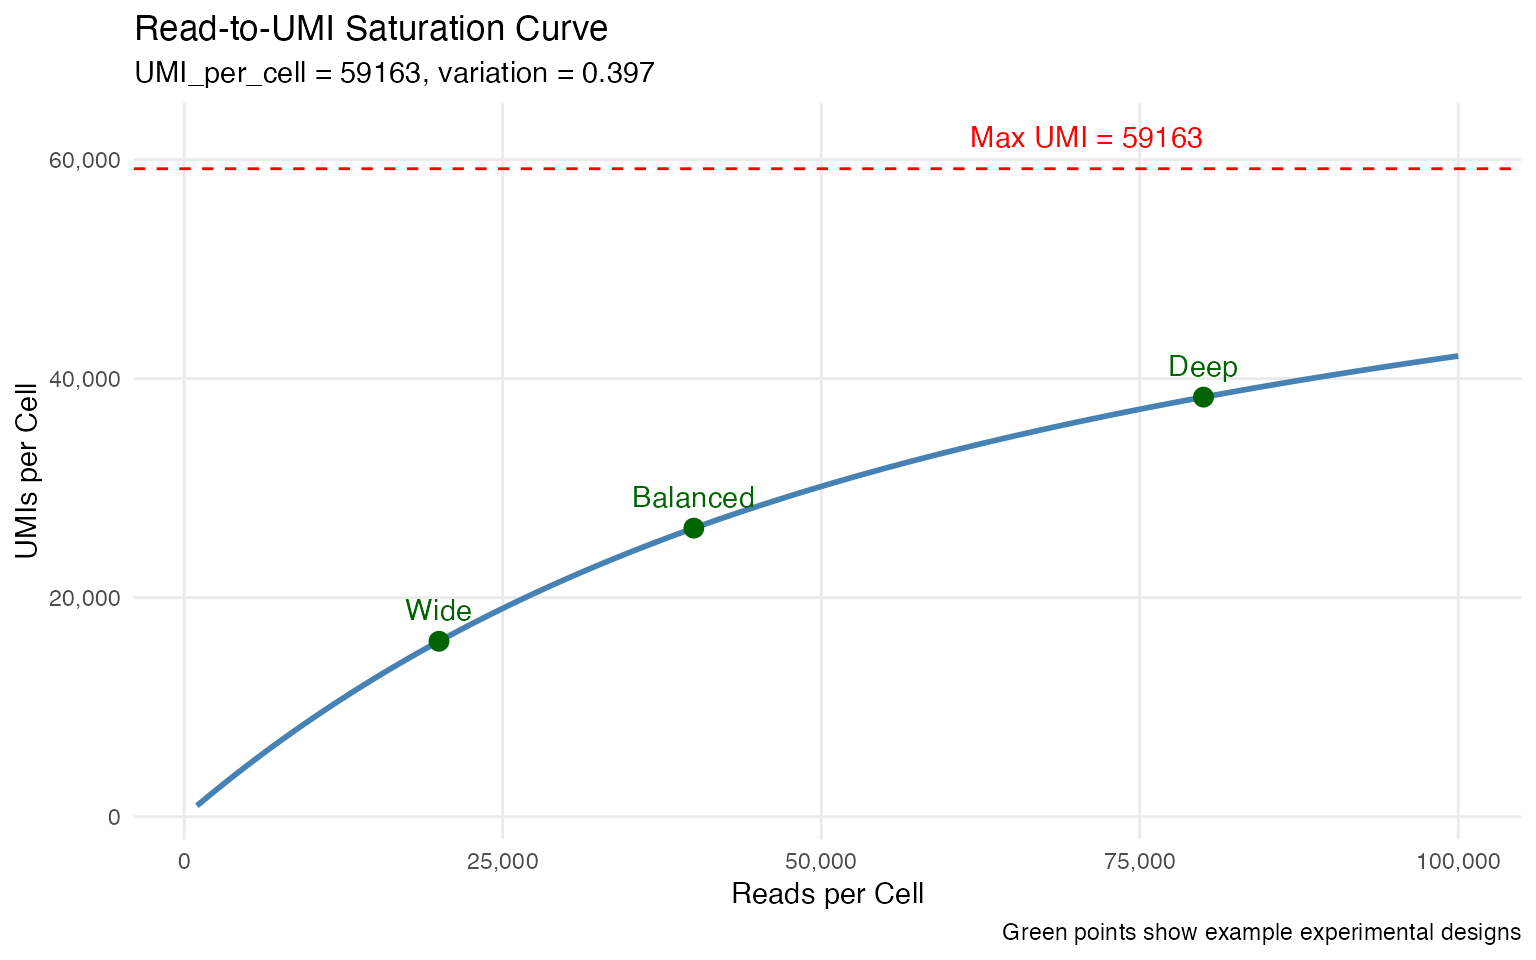 Read-to-UMI Saturation Curve
UMI_per_cell = 59163, variation = 0.397
Max UMI = 59163
60,000
Deep
40,000
Balanced
UMIs per Cell
Wide
20,000
0
0
25,000
50,000
75,000
100,000
Reads per Cell
Green points show example experimental designs